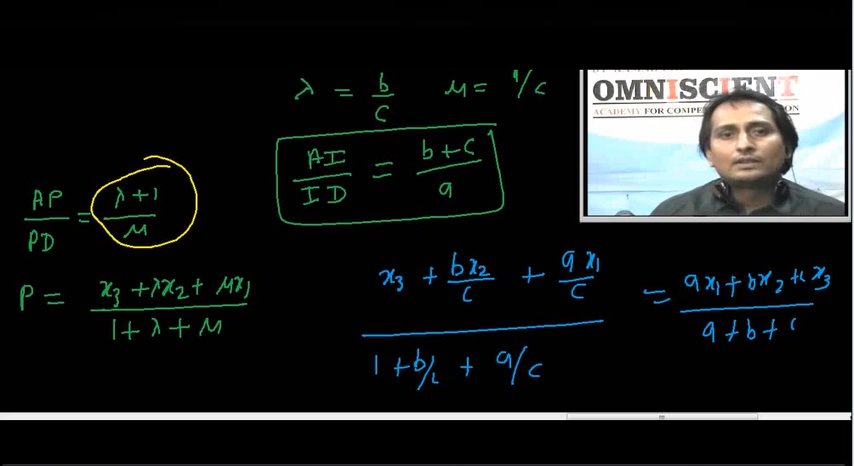 OMNISCIENT
ACADEMY FOR COMPE
λ = b/c μ = a/c
AI/ID = (b+c)/a
AP/PD = (λ+1)/μ
P = (x₃ + λx₂ + μx₁)/(1 + λ + μ)
(x₃ + bx₂/c + ax₁/c)/(1 + b/c + a/c) = (ax₁ + bx₂ + cx₃)/(a + b + c)